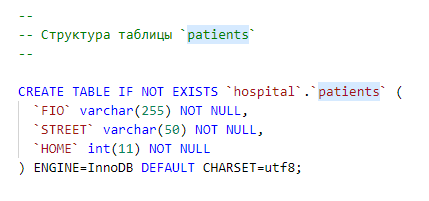 --
-- Структура таблицы `patients`
--
CREATE TABLE IF NOT EXISTS `hospital`.`patients` (
  `FIO` varchar(255) NOT NULL,
  `STREET` varchar(50) NOT NULL,
  `HOME` int(11) NOT NULL
) ENGINE=InnoDB DEFAULT CHARSET=utf8;